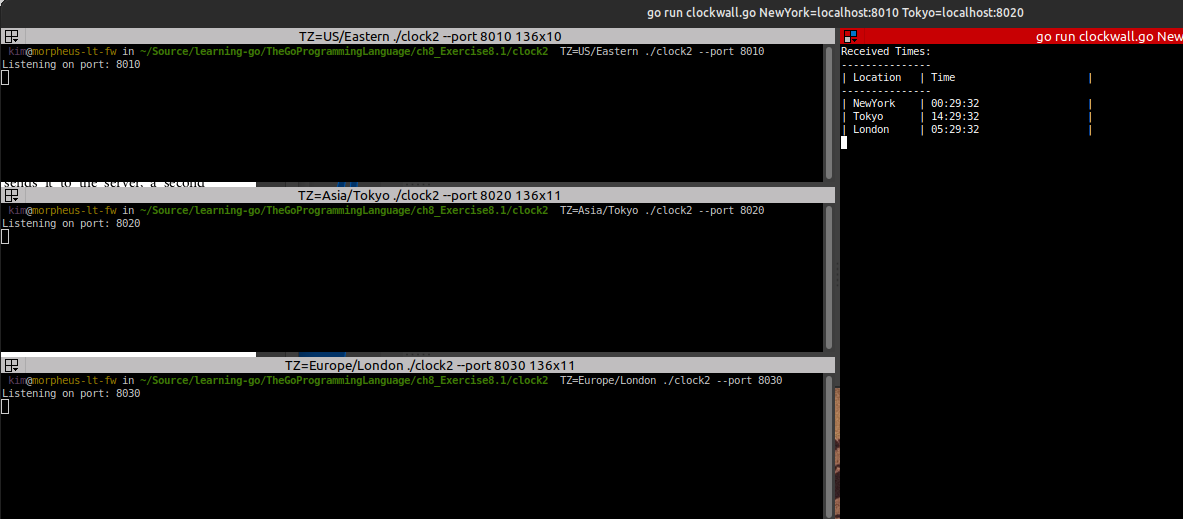 go run clockwall.go NewYork=localhost:8010 Tokyo=localhost:8020
TZ=US/Eastern ./clock2 --port 8010 136x10
kim@morpheus-lt-fw in ~/Source/learning-go/TheGoProgrammingLanguage/ch8_Exercise8.1/clock2 TZ=US/Eastern ./clock2 --port 8010
Listening on port: 8010
sends it to the server, a second
TZ=Asia/Tokyo ./clock2 --port 8020 136x11
kim@morpheus-lt-fw in ~/Source/learning-go/TheGoProgrammingLanguage/ch8_Exercise8.1/clock2 TZ=Asia/Tokyo ./clock2 --port 8020
Listening on port: 8020
TZ=Europe/London ./clock2 --port 8030 136x11
kim@morpheus-lt-fw in ~/Source/learning-go/TheGoProgrammingLanguage/ch8_Exercise8.1/clock2 TZ=Europe/London ./clock2 --port 8030
Listening on port: 8030
go run clockwall.go New
Received Times:
---------------
| Location | Time |
---------------
| NewYork | 00:29:32 |
| Tokyo | 14:29:32 |
| London | 05:29:32 |